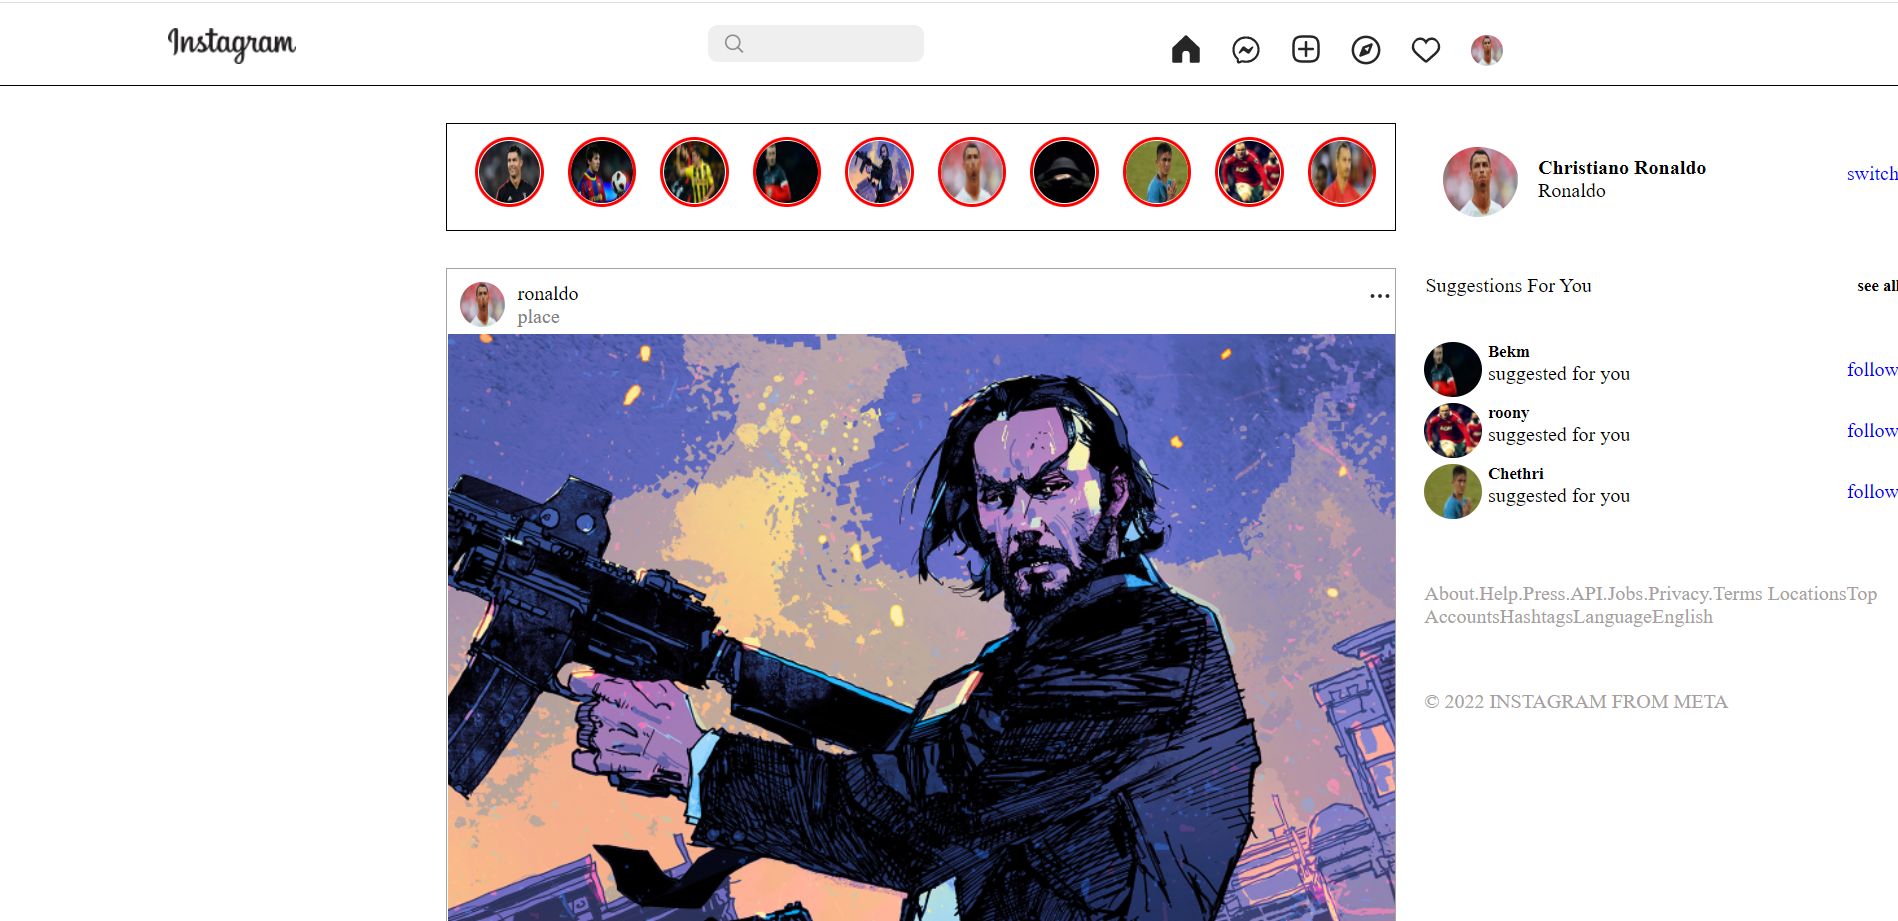 Instagram
Christiano Ronaldo
Ronaldo
switch
ronaldo
place
Suggestions For You
see all
Bekm
suggested for you
follow
roony
suggested for you
follow
Chethri
suggested for you
follow
About.Help.Press.API.Jobs.Privacy.Terms LocationsTop
AccountsHashtagsLanguageEnglish
© 2022 INSTAGRAM FROM META